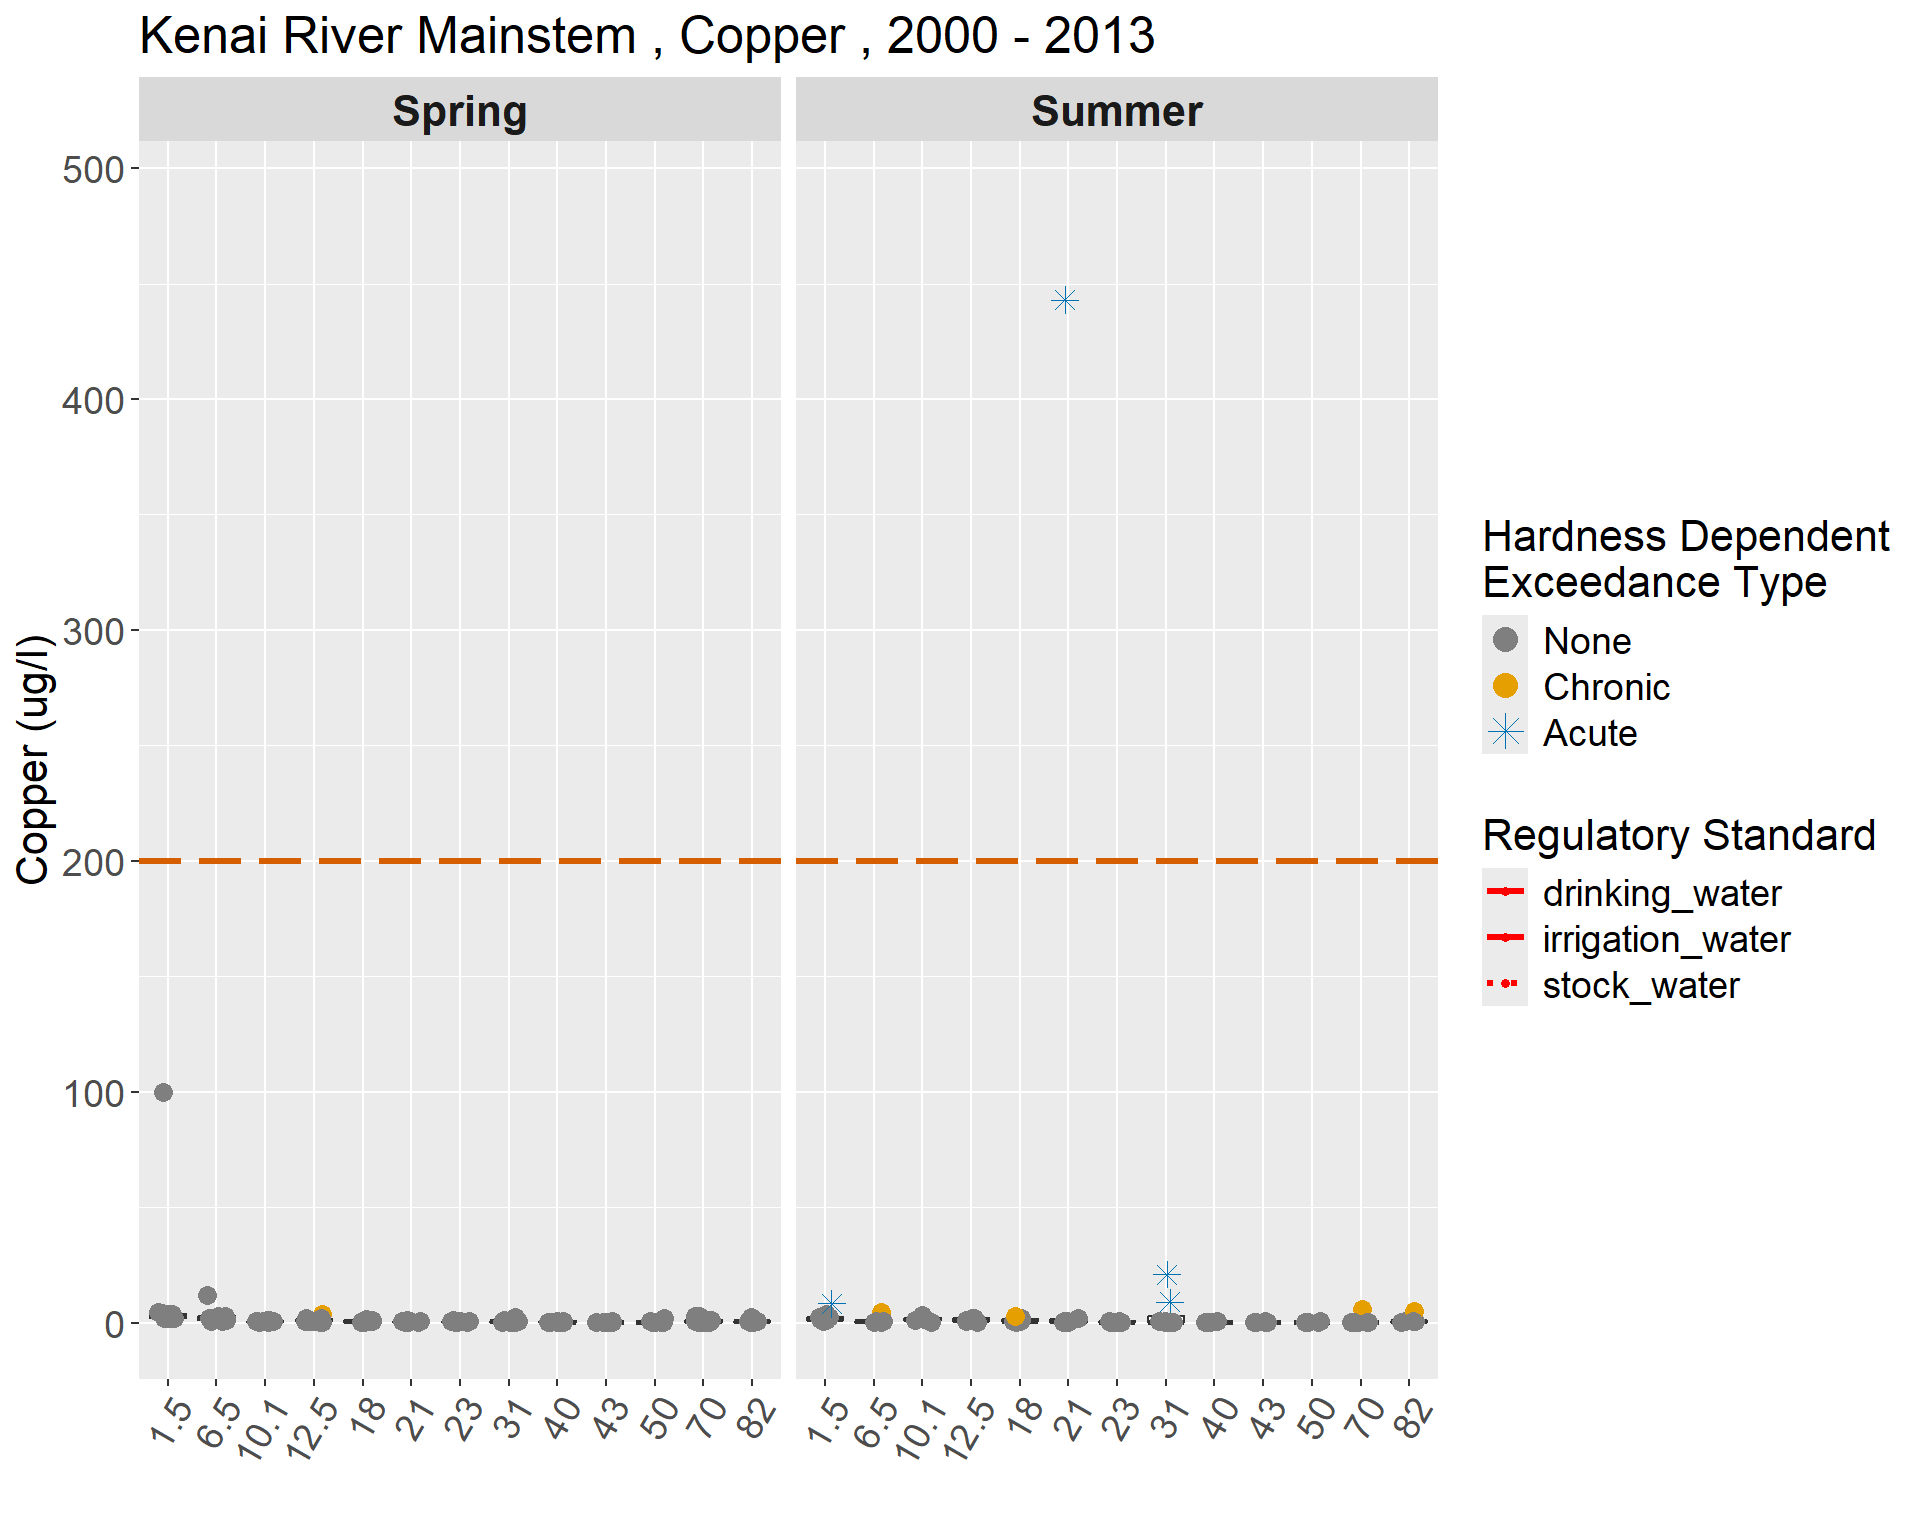 Kenai River Mainstem , Copper , 2000 - 2013
Spring
Summer
Copper (ug/l)
500
400
300
200
100
0
1.5 6.5 10.1 12.5 18 21 23 31 40 43 50 70 82
1.5 6.5 10.1 12.5 18 21 23 31 40 43 50 70 82
Hardness Dependent
Exceedance Type
None
Chronic
Acute
Regulatory Standard
drinking_water
irrigation_water
stock_water